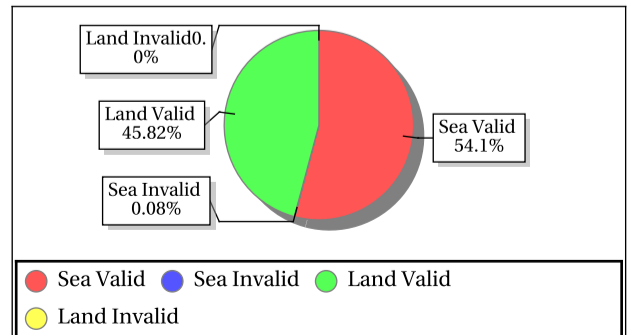 Land Invalid0.
0%
Land Valid
45.82%
Sea Valid
54.1%
Sea Invalid
0.08%
Sea Valid Sea Invalid Land Valid
Land Invalid